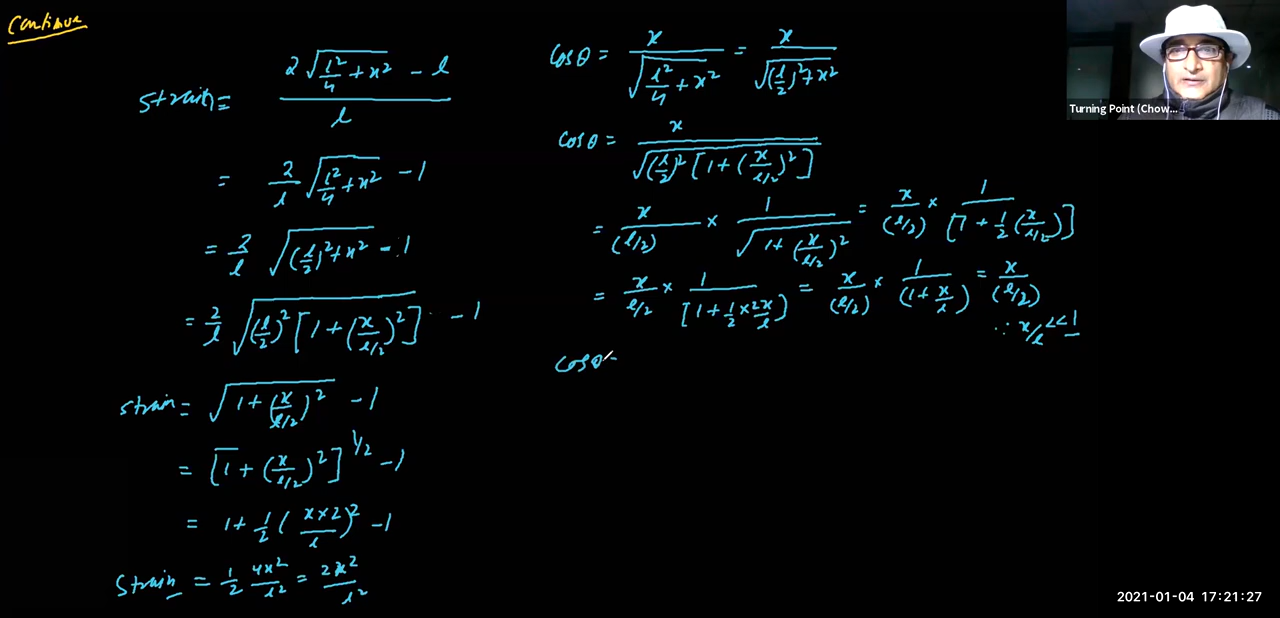 Continue
strain = (2√(l²/4 + x²) - l) / l
= 2/l √(l²/4 + x²) - 1
= 2/l √((l/2)² + x²) - 1
= 2/l √((l/2)² [1 + (x/(l/2))²]) - 1
strain = √(1 + (x/(l/2))²) - 1
= [1 + (x/(l/2))²]^1/2 - 1
= 1 + 1/2 (x×2/l)² - 1
Strain = 1/2 4x²/l² = 2x²/l²
cosθ = x/√(l²/4 + x²) = x/√((l/2)² + x²)
cosθ = x/√((l/2)² [1 + (x/(l/2))²])
= x/(l/2) × 1/√(1 + (x/(l/2))²) = x/(l/2) × 1/[1 + 1/2 (x/(l/2))]
= x/(l/2) × 1/[1 + 1/2 × 2x/l) = x/(l/2) × 1/(1 + x/l) = x/(l/2)
∵ x/l <<1
cosθ =
Turning Point (Chow...
2021-01-04 17:21:27